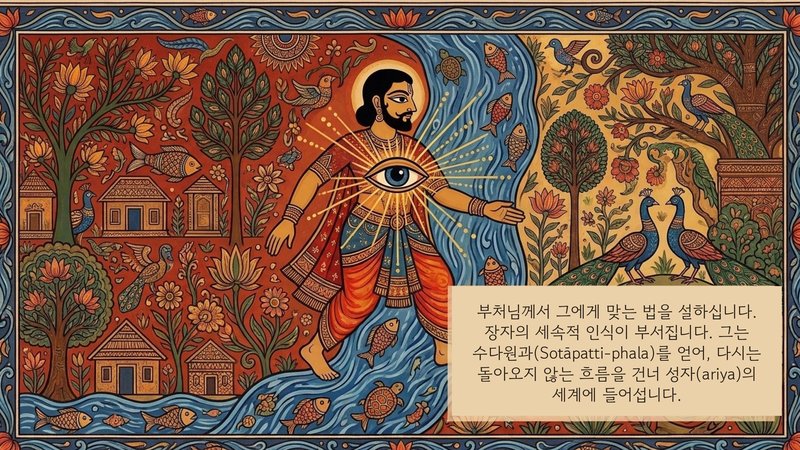 부처님께서 그에게 맞는 법을 설하십니다.
장자의 세속적 인식이 부서집니다. 그는
수다원과(Sotāpatti-phala)를 얻어, 다시는
돌아오지 않는 흐름을 건너 성자(ariya)의
세계에 들어섭니다.